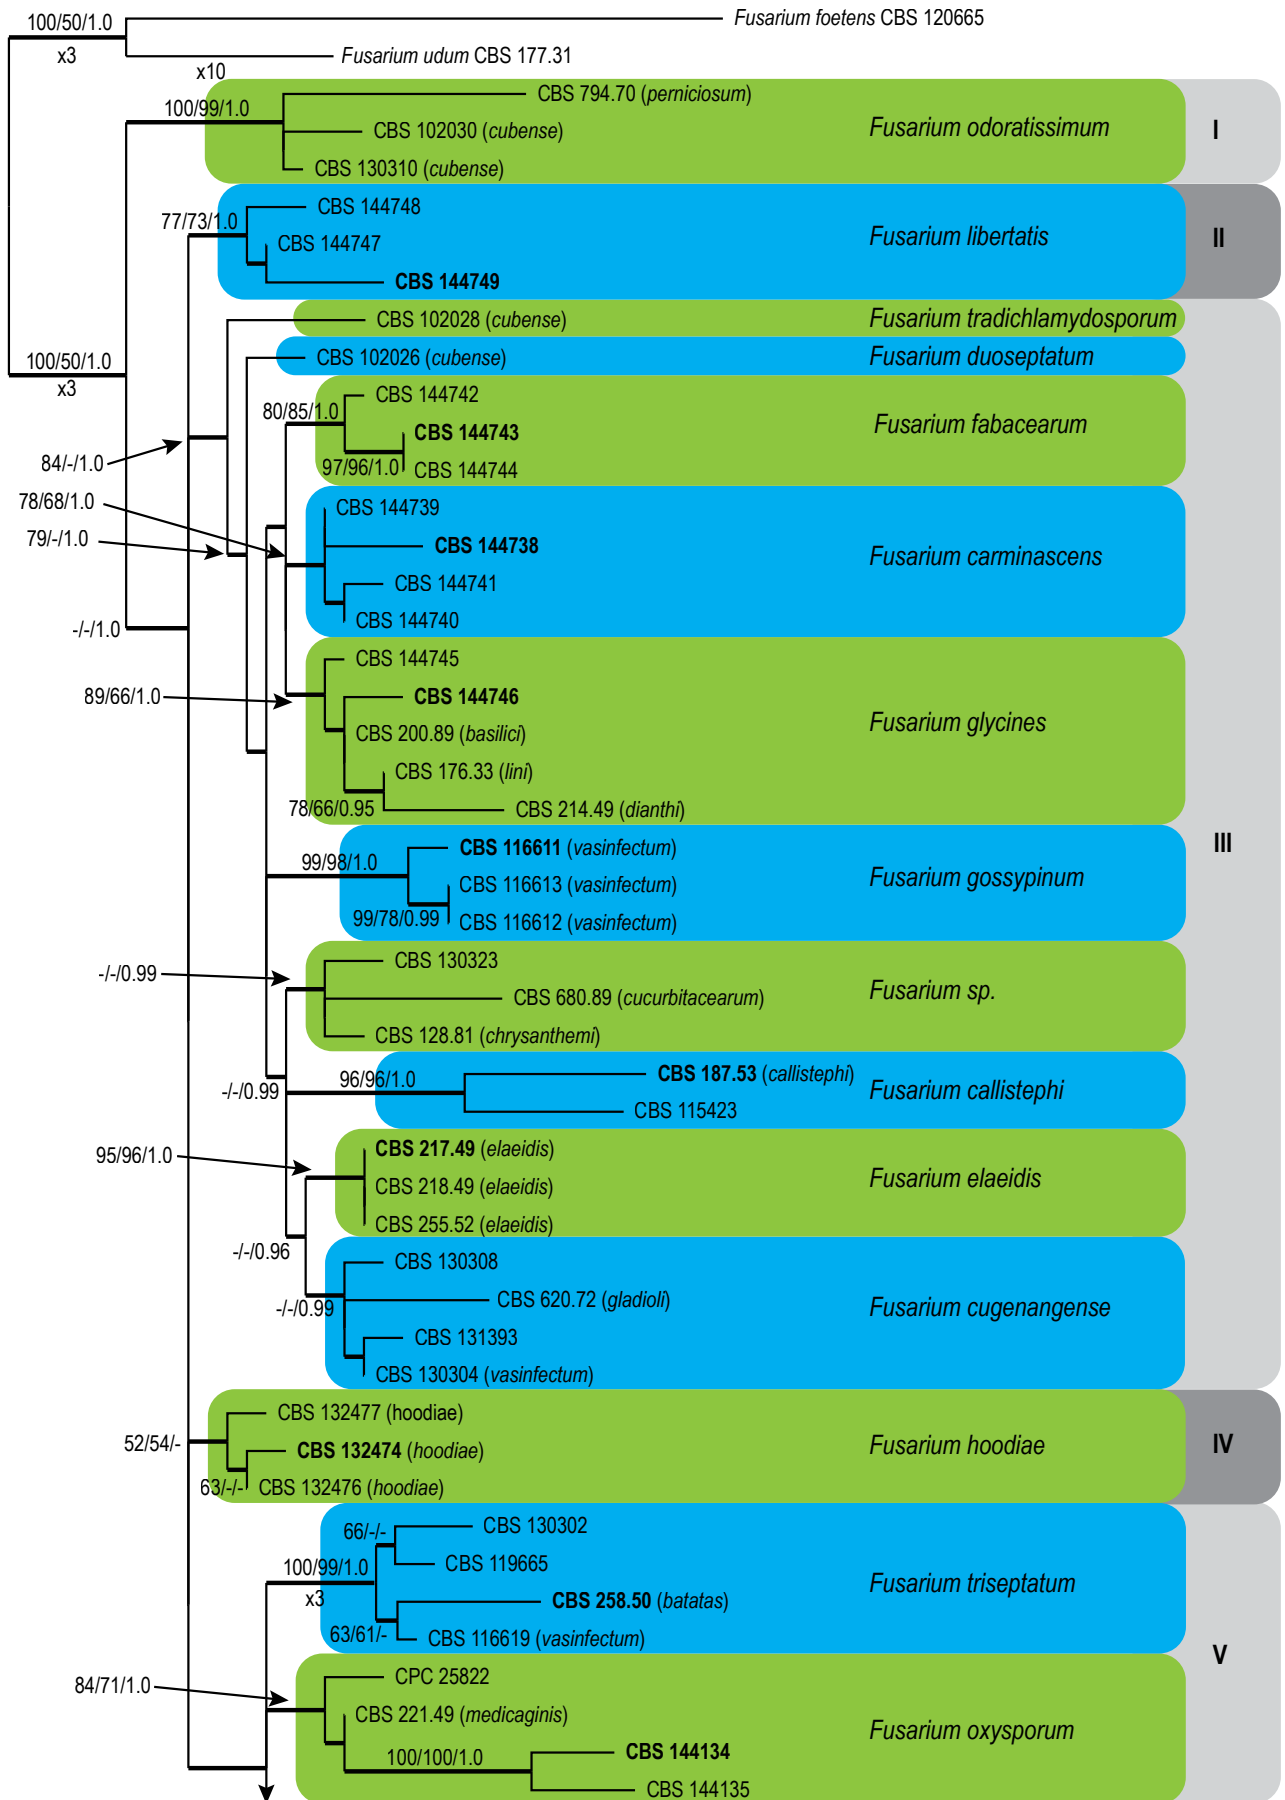 100/50/1.0
x3
Fusarium foetens CBS 120665
Fusarium udum CBS 177.31
x10
100/99/1.0
CBS 794.70 (perniciosum)
CBS 102030 (cubense)
CBS 130310 (cubense)
Fusarium odoratissimum
I
77/73/1.0
CBS 144748
CBS 144747
CBS 144749
Fusarium libertatis
II
CBS 102028 (cubense)
Fusarium tradichlamydosporum
CBS 102026 (cubense)
Fusarium duoseptatum
100/50/1.0
x3
80/85/1.0
CBS 144742
CBS 144743
97/96/1.0
CBS 144744
Fusarium fabacearum
84/-/1.0
78/68/1.0
79/-/1.0
CBS 144739
CBS 144738
CBS 144741
CBS 144740
Fusarium carminascens
-/-/1.0
89/66/1.0
CBS 144745
CBS 144746
CBS 200.89 (basilici)
CBS 176.33 (lini)
78/66/0.95
CBS 214.49 (dianthi)
Fusarium glycines
III
99/98/1.0
CBS 116611 (vasinfectum)
CBS 116613 (vasinfectum)
99/78/0.99
CBS 116612 (vasinfectum)
Fusarium gossypinum
-/-/0.99
CBS 130323
CBS 680.89 (cucurbitacearum)
CBS 128.81 (chrysanthemi)
Fusarium sp.
-/-/0.99
96/96/1.0
CBS 187.53 (callistephi)
CBS 115423
Fusarium callistephi
95/96/1.0
CBS 217.49 (elaeidis)
CBS 218.49 (elaeidis)
CBS 255.52 (elaeidis)
Fusarium elaeidis
-/-/0.96
-/-/0.99
CBS 130308
CBS 620.72 (gladioli)
CBS 131393
CBS 130304 (vasinfectum)
Fusarium cugenangense
52/54/-
CBS 132477 (hoodiae)
CBS 132474 (hoodiae)
63/-/-
CBS 132476 (hoodiae)
Fusarium hoodiae
IV
66/-/-
CBS 130302
100/99/1.0
x3
CBS 119665
CBS 258.50 (batatas)
63/61/-
CBS 116619 (vasinfectum)
Fusarium triseptatum
V
84/71/1.0
CPC 25822
CBS 221.49 (medicaginis)
100/100/1.0
CBS 144134
CBS 144135
Fusarium oxysporum